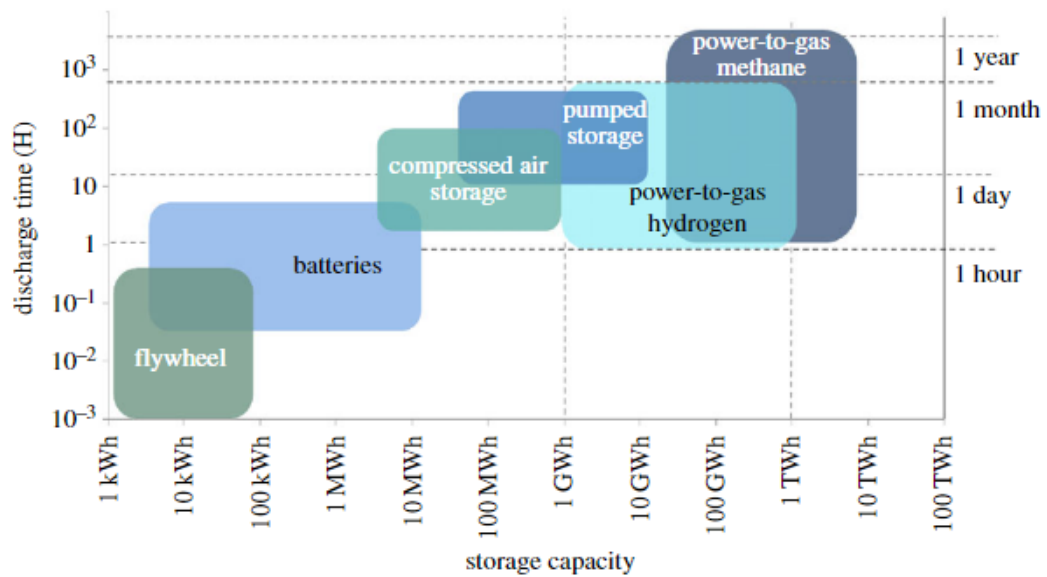 discharge time (H)
10³
10²
10
1
10⁻¹
10⁻²
10⁻³
power-to-gas
methane
pumped
storage
compressed air
storage
power-to-gas
hydrogen
batteries
flywheel
1 year
1 month
1 day
1 hour
1 kWh
10 kWh
100 kWh
1 MWh
10 MWh
100 MWh
1 GWh
10 GWh
100 GWh
1 TWh
10 TWh
100 TWh
storage capacity